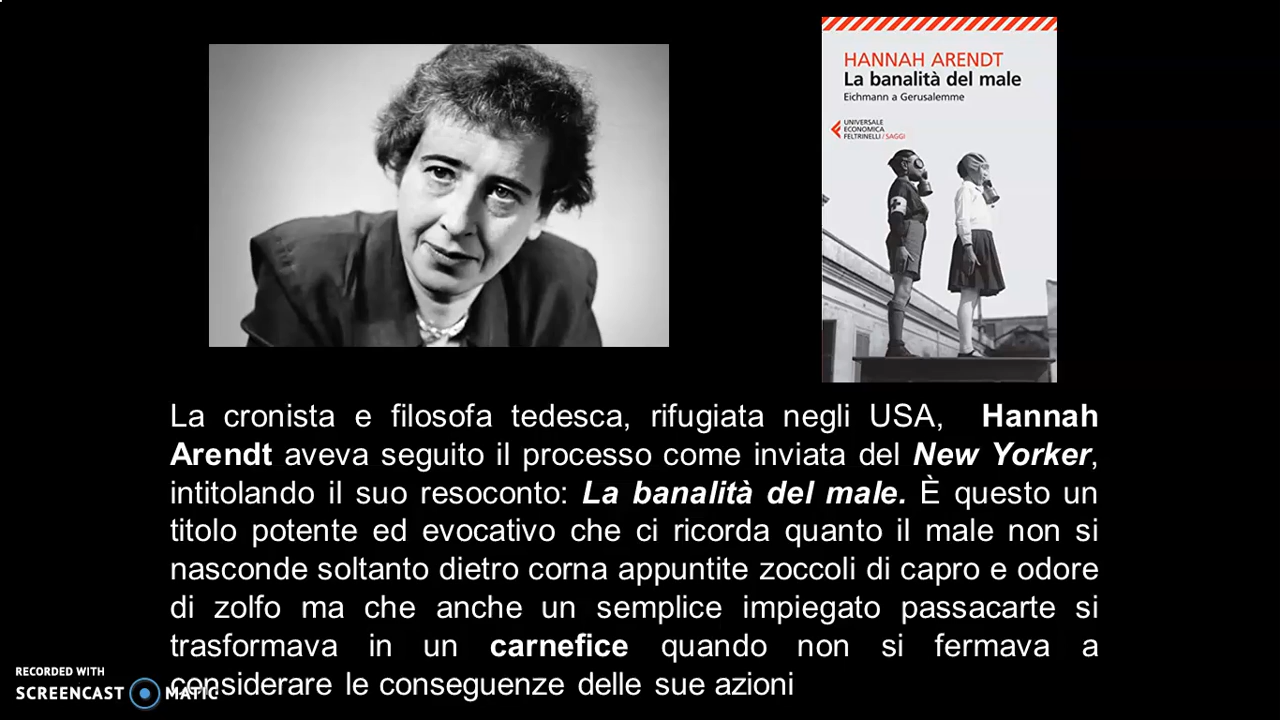 HANNAH ARENDT
La banalità del male
Eichmann a Gerusalemme
UNIVERSALE
ECONOMICA
FELTRINELLI / SAGGI
La cronista e filosofa tedesca, rifugiata negli USA, Hannah
Arendt aveva seguito il processo come inviata del New Yorker,
intitolando il suo resoconto: La banalità del male. È questo un
titolo potente ed evocativo che ci ricorda quanto il male non si
nasconde soltanto dietro corna appuntite zoccoli di capro e odore
di zolfo ma che anche un semplice impiegato passacarte si
trasformava in un carnefice quando non si fermava a
considerare le conseguenze delle sue azioni
RECORDED WITH
SCREENCAST MATIC